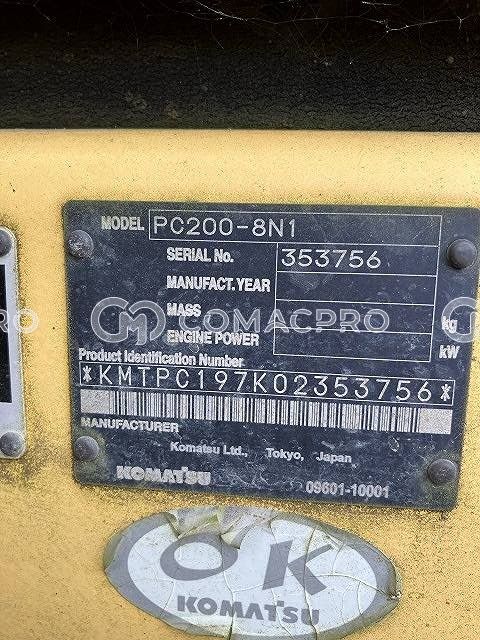 MODEL PC200-8N1
SERIAL No. 353756
MANUFACT. YEAR
MASS kg
COMACPRO
ENGINE POWER kW
Product Identification Number
*KMTPC197K02353756*
MANUFACTURER
Komatsu Ltd., Tokyo, Japan
KOMATSU 09601-10001
OK
KOMATSU